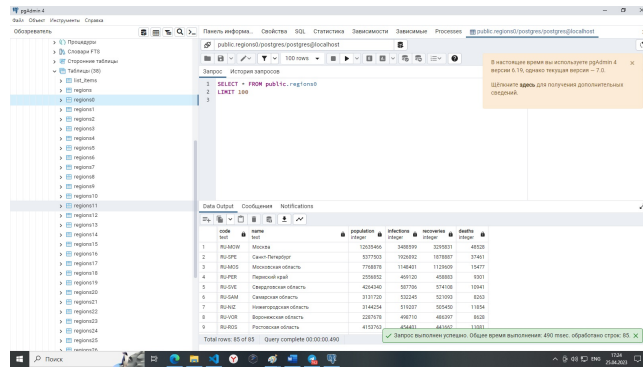 pgAdmin 4
Файл Объект Инструменты Справка
Обозреватель
Процедуры
Словари FTS
Сторонние таблицы
Таблицы (38)
list_items
regions
regions0
regions1
regions2
regions3
regions4
regions5
regions6
regions7
regions8
regions9
regions10
regions11
regions12
regions13
regions14
regions15
regions16
regions17
regions18
regions19
regions20
regions21
regions22
regions23
regions24
regions25
regions26
Панель информа... Свойства SQL Статистика Зависимости Зависимые Processes public.regions0/postgres/postgres@localhost
public.regions0/postgres/postgres@localhost
100 rows
Запрос История запросов
1 SELECT * FROM public.regions0
2 LIMIT 100
3
В настоящее время вы используете pgAdmin 4
версии 6.19, однако текущая версия – 7.0.
Щёлкните здесь для получения дополнительных
сведений.
Data Output Сообщения Notifications
code name population infections recoveries deaths
text text integer integer integer integer
1 RU-MOW Москва 12635466 3488599 3295831 48528
2 RU-SPE Санкт-Петербург 5377503 1926892 1878887 37461
3 RU-MOS Московская область 7768878 1148401 1129609 15477
4 RU-PER Пермский край 2556852 469120 458683 9301
5 RU-SVE Свердловская область 4264340 587706 574108 10941
6 RU-SAM Самарская область 3131720 532245 521093 8263
7 RU-NIZ Нижегородская область 3144254 519207 505450 11854
8 RU-VOR Воронежская область 2287678 498710 486397 8628
9 RU-ROS Ростовская область 4153763 454401 441662 11081
Total rows: 85 of 85 Query complete 00:00:00.490
Запрос выполнен успешно. Общее время выполнения: 490 msec. обработано строк: 85.
Поиск
ENG
17:24
25.04.2023